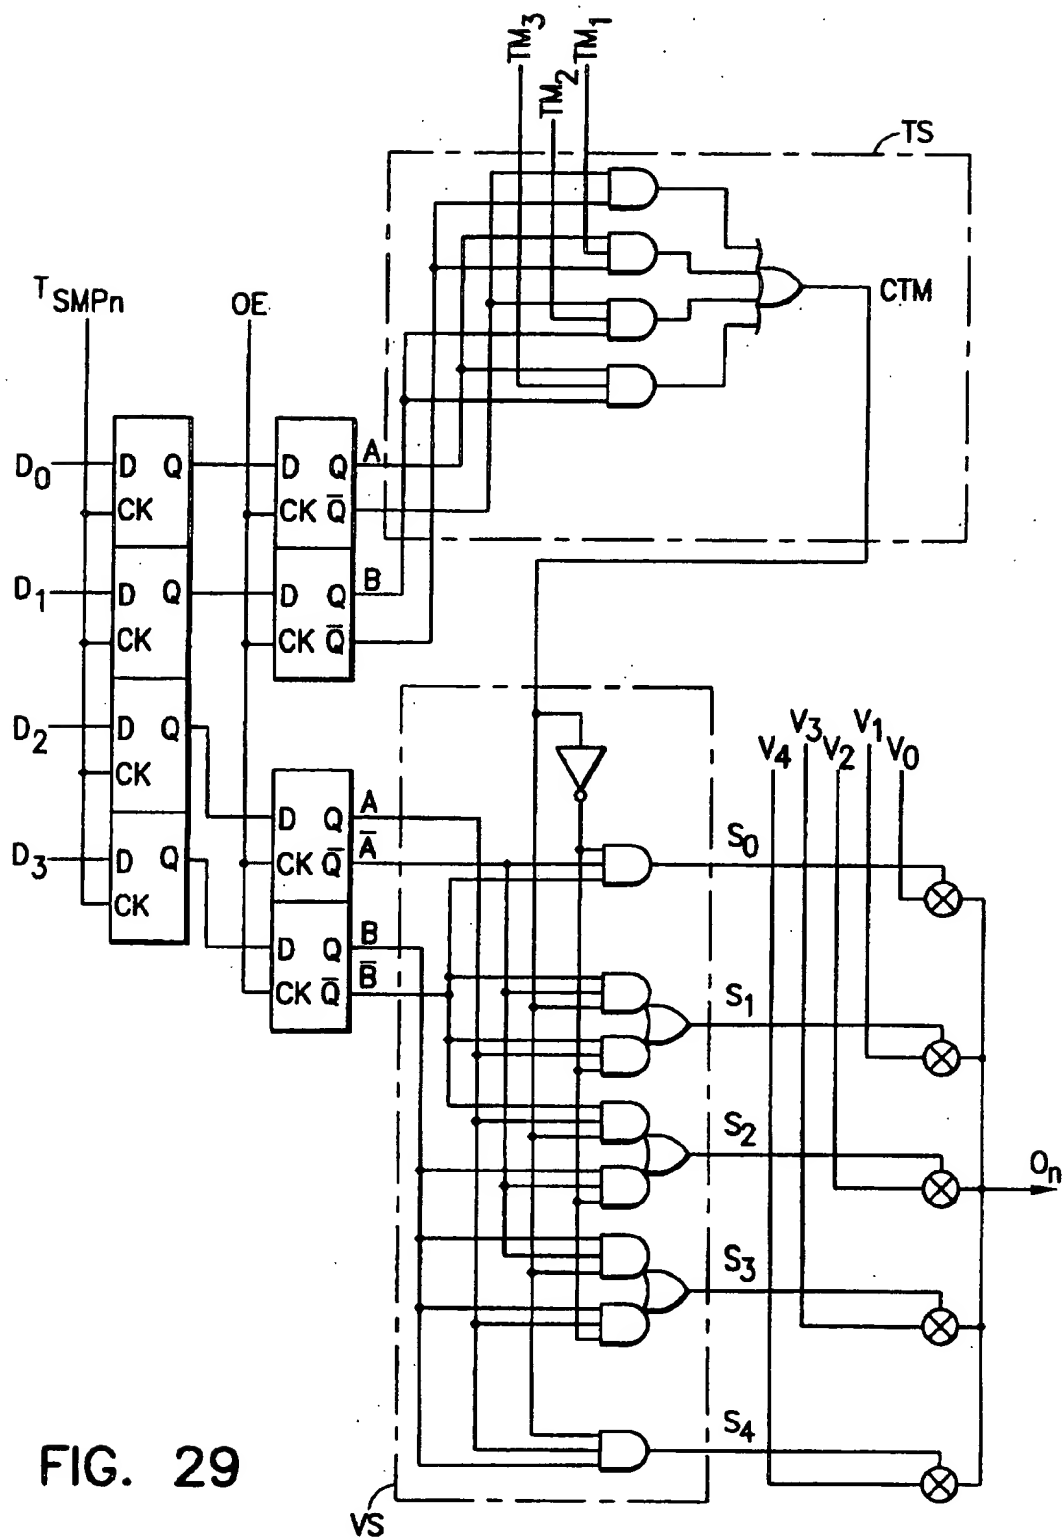 TM3 TM1
TM2
TS
TSMPn OE
CTM
D0 D Q D Q A
CK CK Q̅
D1 D Q D Q B
CK CK Q̅
D2 D Q
CK
V4 V3 V2 V1 V0
D Q A
D3 D Q CK Q̅ A̅
CK
S0
D Q B
CK Q̅ B̅
S1
S2
On
S3
S4
FIG. 29
VS